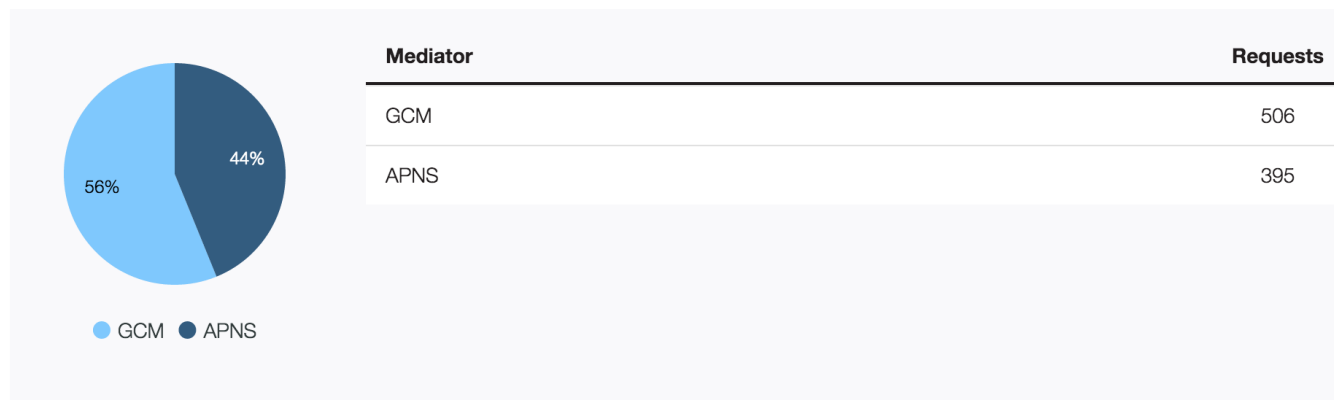 Mediator Requests
GCM 506
APNS 395
44%
56%
GCM APNS